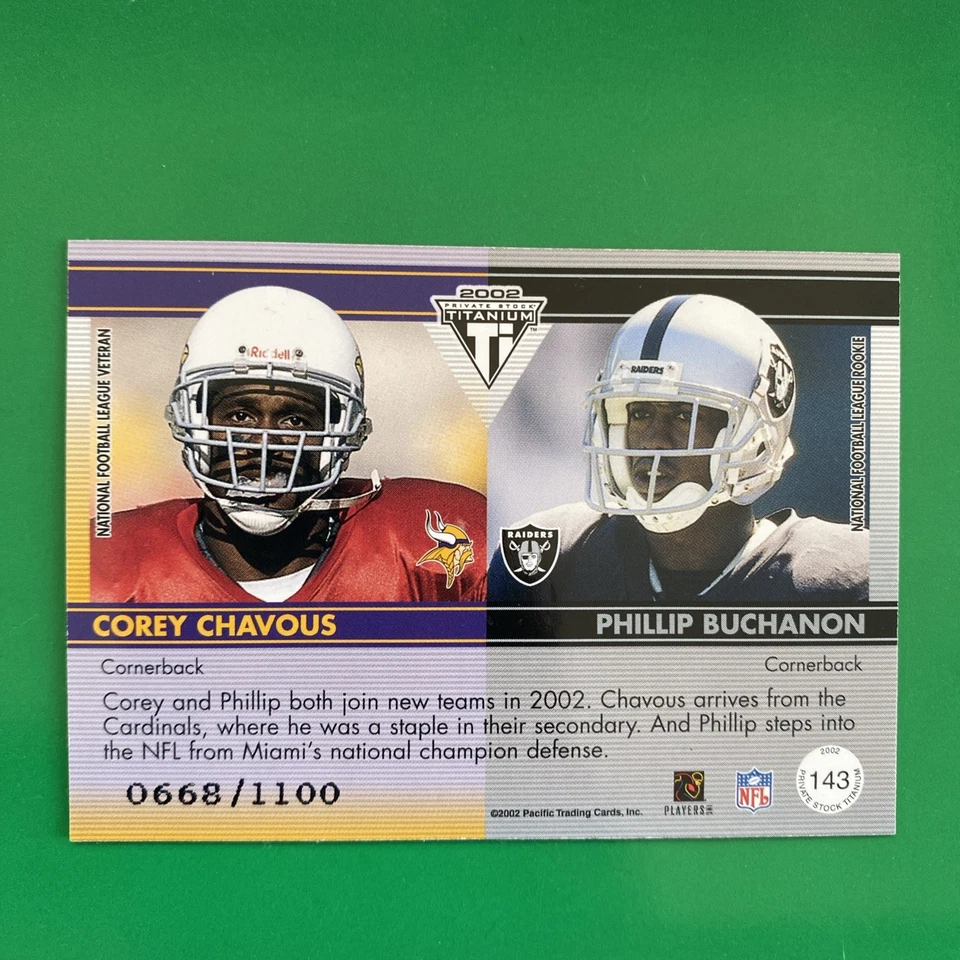 2002
PRIVATE STOCK
TITANIUM
Ti™
Riddell
RAIDERS
NATIONAL FOOTBALL LEAGUE VETERAN
NATIONAL FOOTBALL LEAGUE ROOKIE
RAIDERS
COREY CHAVOUS
PHILLIP BUCHANON
Cornerback
Cornerback
Corey and Phillip both join new teams in 2002. Chavous arrives from the
Cardinals, where he was a staple in their secondary. And Phillip steps into
the NFL from Miami's national champion defense.
0668/1100
©2002 Pacific Trading Cards, Inc.
PLAYERS INC
NFL
2002
143
PRIVATE STOCK TITANIUM